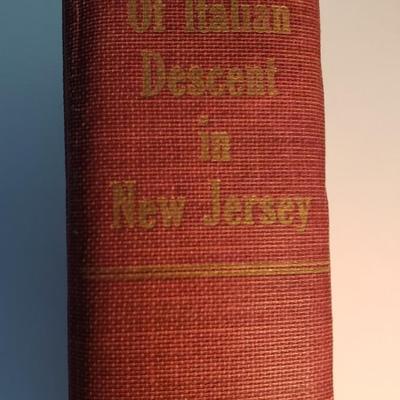 Of Italian
Descent
in
New Jersey